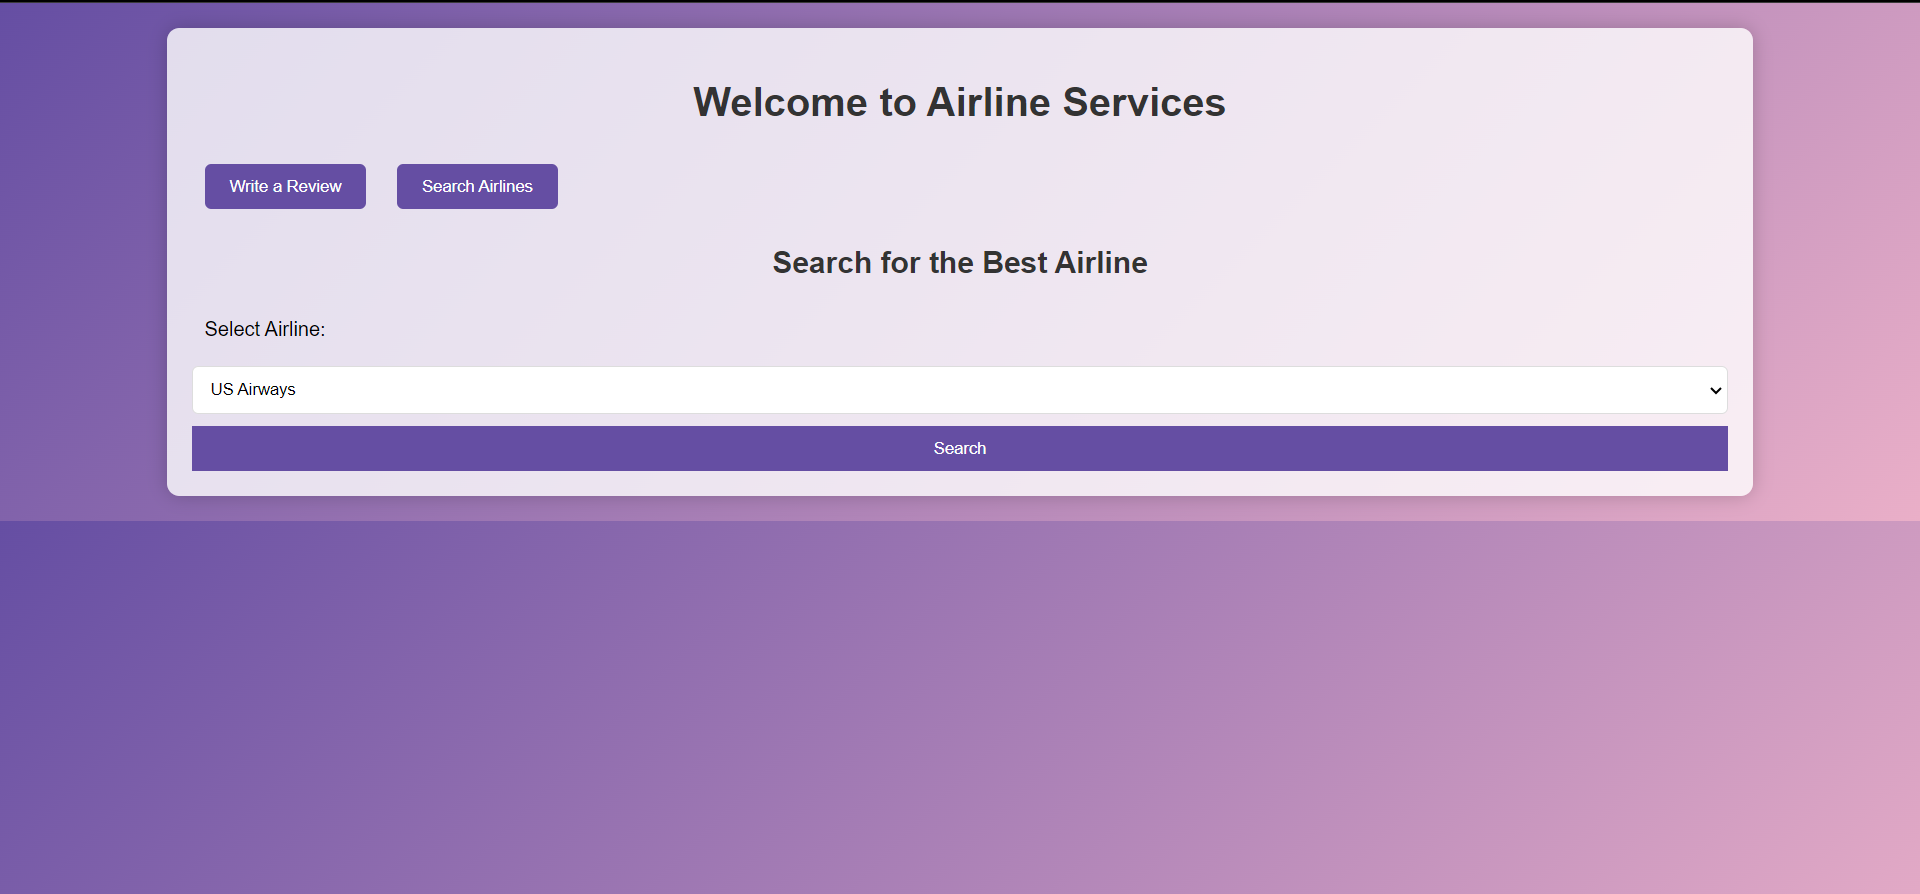 Welcome to Airline Services
Write a Review
Search Airlines
Search for the Best Airline
Select Airline:
US Airways
Search